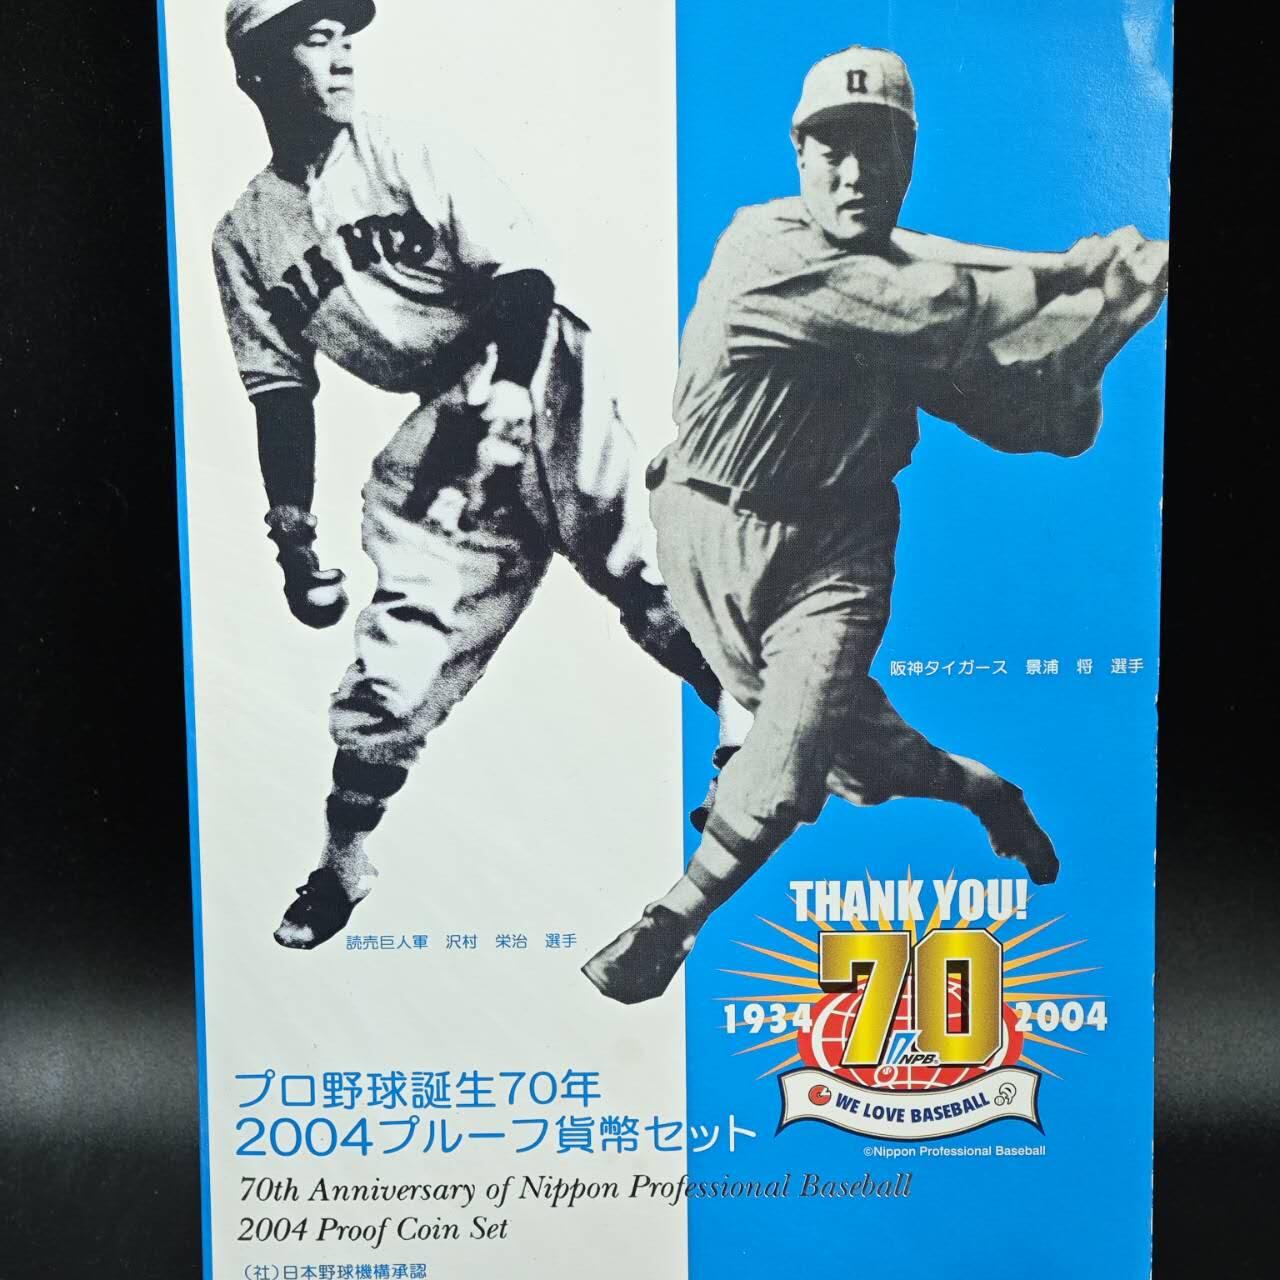 GIANTS
阪神タイガース 景浦 将 選手
読売巨人軍 沢村 栄治 選手
THANK YOU!
1934 70 2004
NPB
WE LOVE BASEBALL
©Nippon Professional Baseball
プロ野球誕生70年
2004プルーフ貨幣セット
70th Anniversary of Nippon Professional Baseball
2004 Proof Coin Set
(社)日本野球機構承認